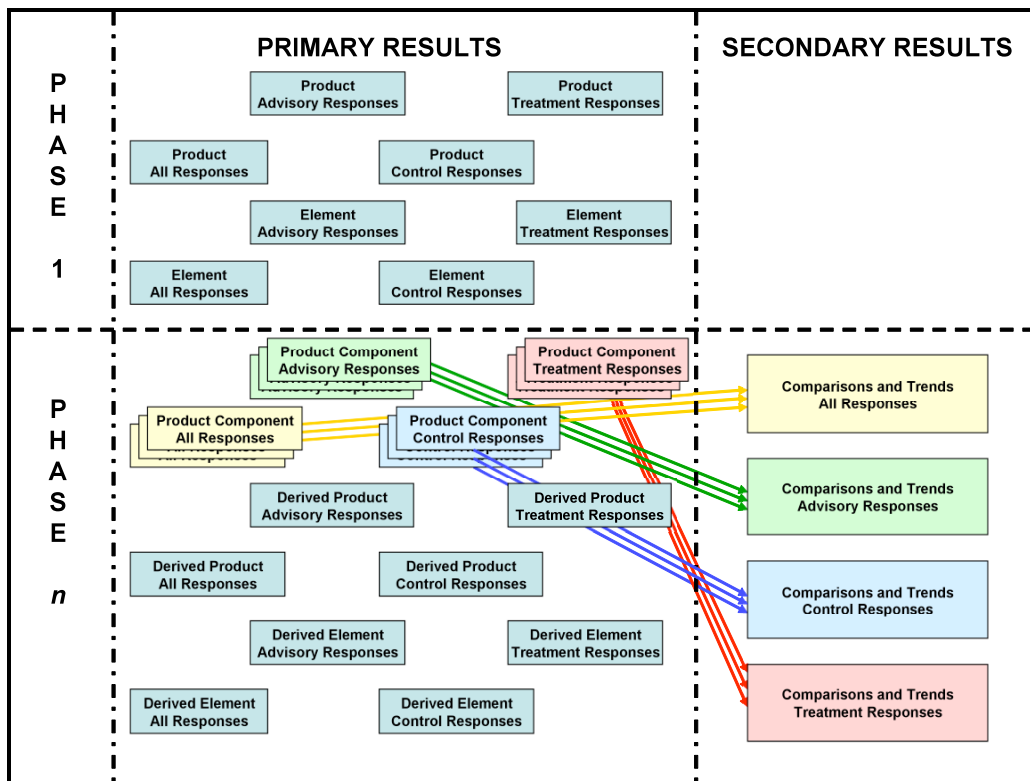 PRIMARY RESULTS
SECONDARY RESULTS
P
H
A
S
E
1
Product
Advisory Responses
Product
Treatment Responses
Product
All Responses
Product
Control Responses
Element
Advisory Responses
Element
Treatment Responses
Element
All Responses
Element
Control Responses
P
H
A
S
E
n
Product Component
Advisory Responses
Product Component
Treatment Responses
Product Component
All Responses
Product Component
Control Responses
Derived Product
Advisory Responses
Derived Product
Treatment Responses
Derived Product
All Responses
Derived Product
Control Responses
Derived Element
Advisory Responses
Derived Element
Treatment Responses
Derived Element
All Responses
Derived Element
Control Responses
Comparisons and Trends
All Responses
Comparisons and Trends
Advisory Responses
Comparisons and Trends
Control Responses
Comparisons and Trends
Treatment Responses